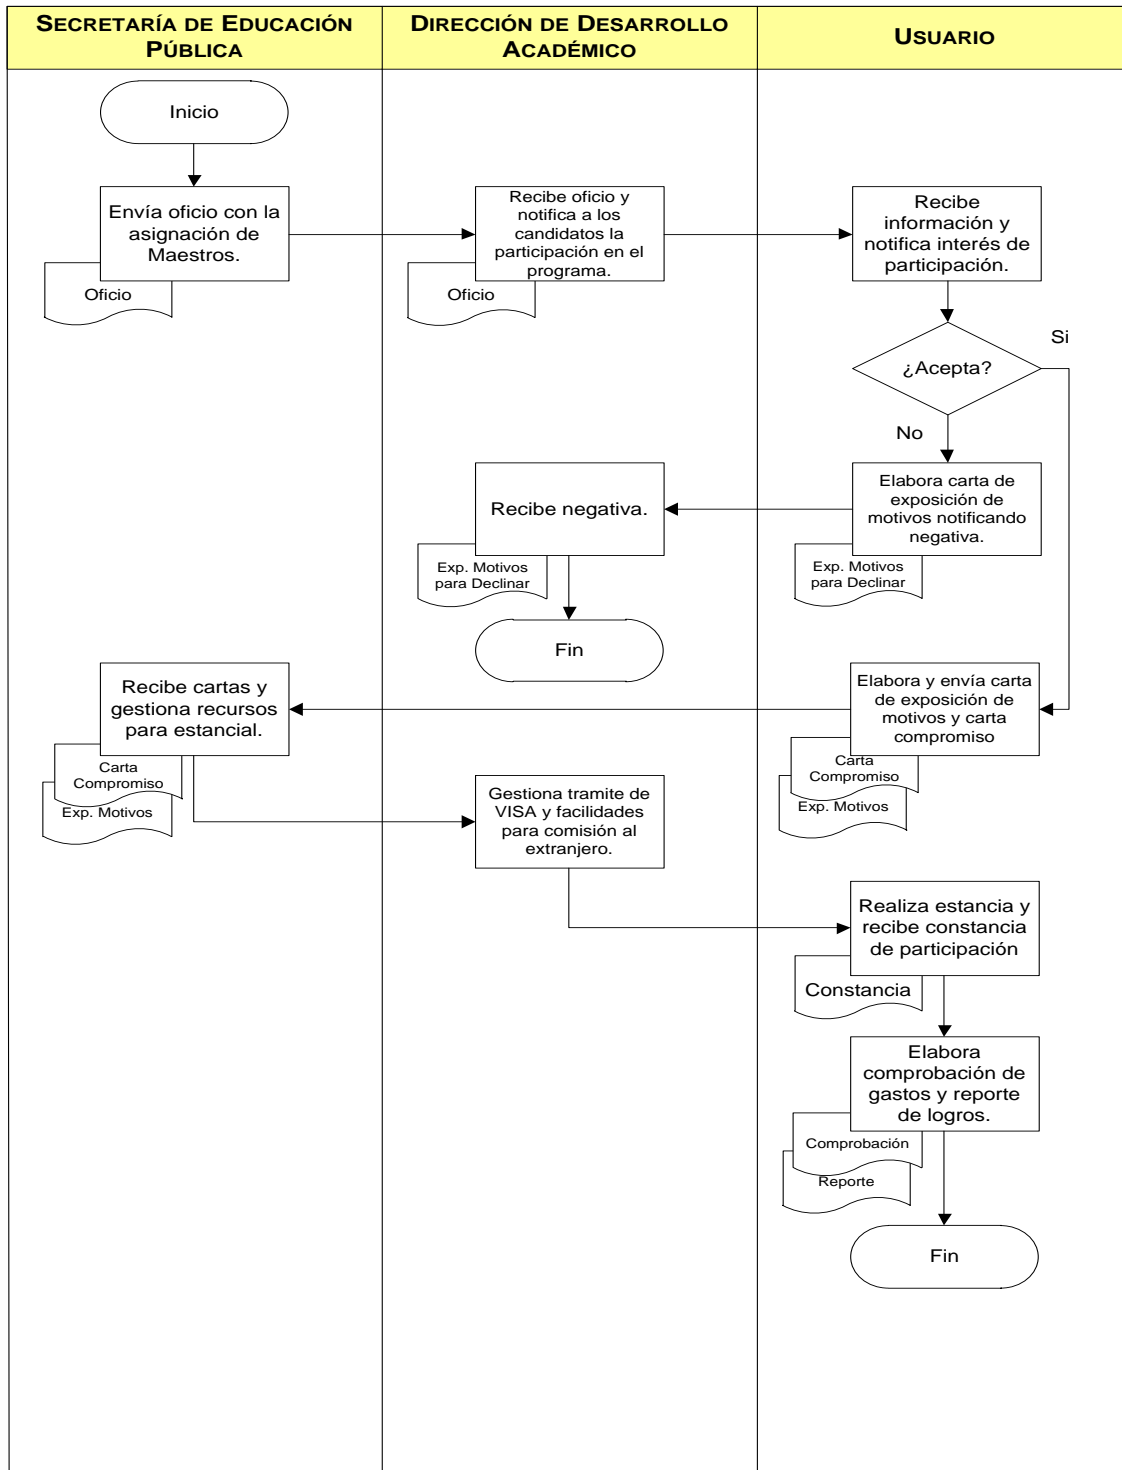 SECRETARÍA DE EDUCACIÓN
PÚBLICA
DIRECCIÓN DE DESARROLLO
ACADÉMICO
USUARIO
Inicio
Envía oficio con la
asignación de
Maestros.
Oficio
Recibe oficio y
notifica a los
candidatos la
participación en el
programa.
Oficio
Recibe
información y
notifica interés de
participación.
¿Acepta?
Si
No
Elabora carta de
exposición de
motivos notificando
negativa.
Exp. Motivos
para Declinar
Recibe negativa.
Exp. Motivos
para Declinar
Fin
Elabora y envía carta
de exposición de
motivos y carta
compromiso
Carta
Compromiso
Exp. Motivos
Recibe cartas y
gestiona recursos
para estancial.
Carta
Compromiso
Exp. Motivos
Gestiona tramite de
VISA y facilidades
para comisión al
extranjero.
Realiza estancia y
recibe constancia
de participación
Constancia
Elabora
comprobación de
gastos y reporte
de logros.
Comprobación
Reporte
Fin